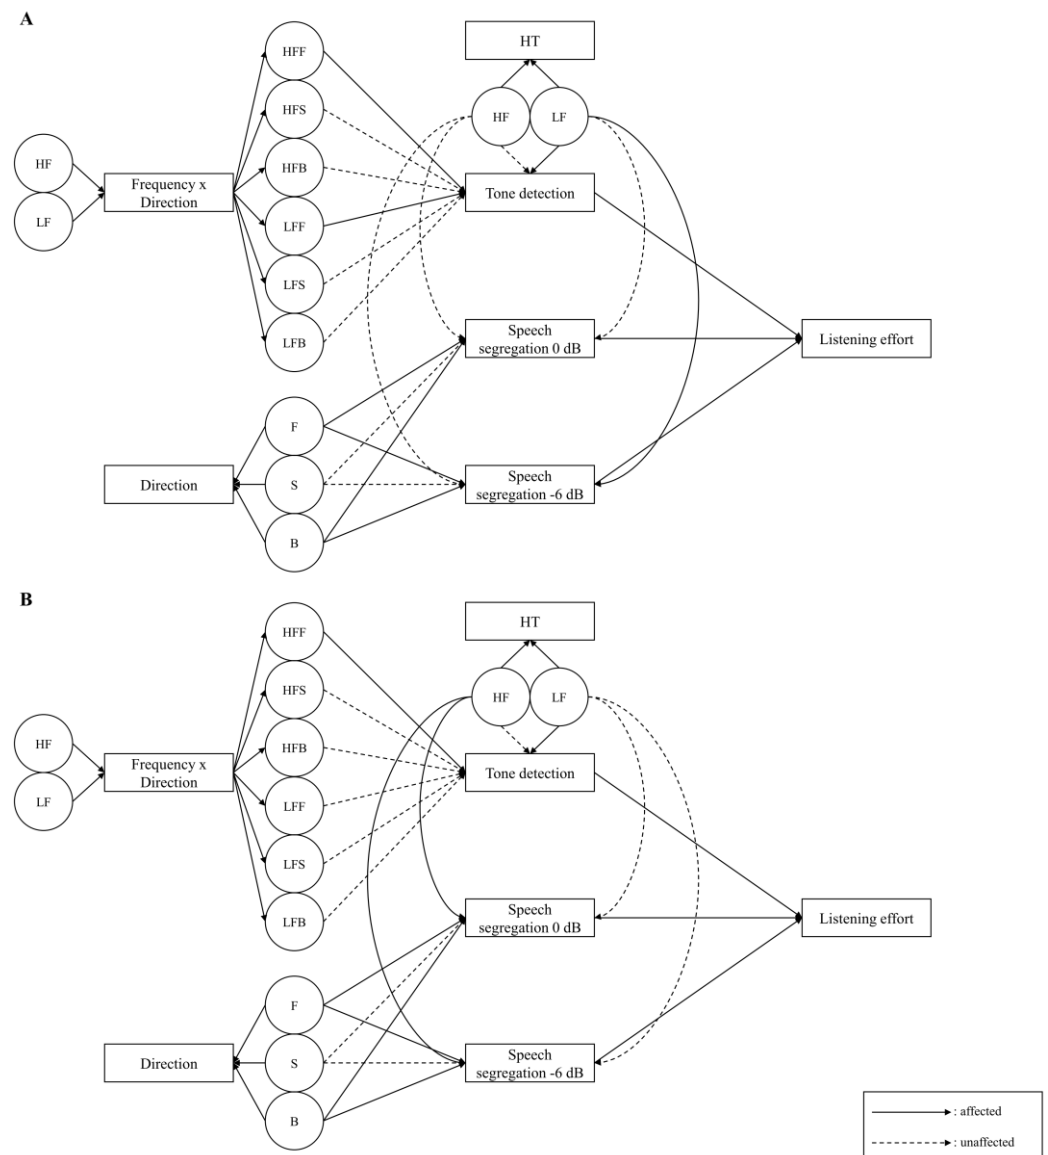 A
HFF
HFS
HFB
LFF
LFS
LFB
HF
LF
Frequency x
Direction
HT
HF
LF
Tone detection
Speech
segregation 0 dB
Listening effort
F
S
B
Direction
Speech
segregation -6 dB
B
HFF
HFS
HFB
LFF
LFS
LFB
HF
LF
Frequency x
Direction
HT
HF
LF
Tone detection
Speech
segregation 0 dB
Listening effort
F
S
B
Direction
Speech
segregation -6 dB
: affected
: unaffected